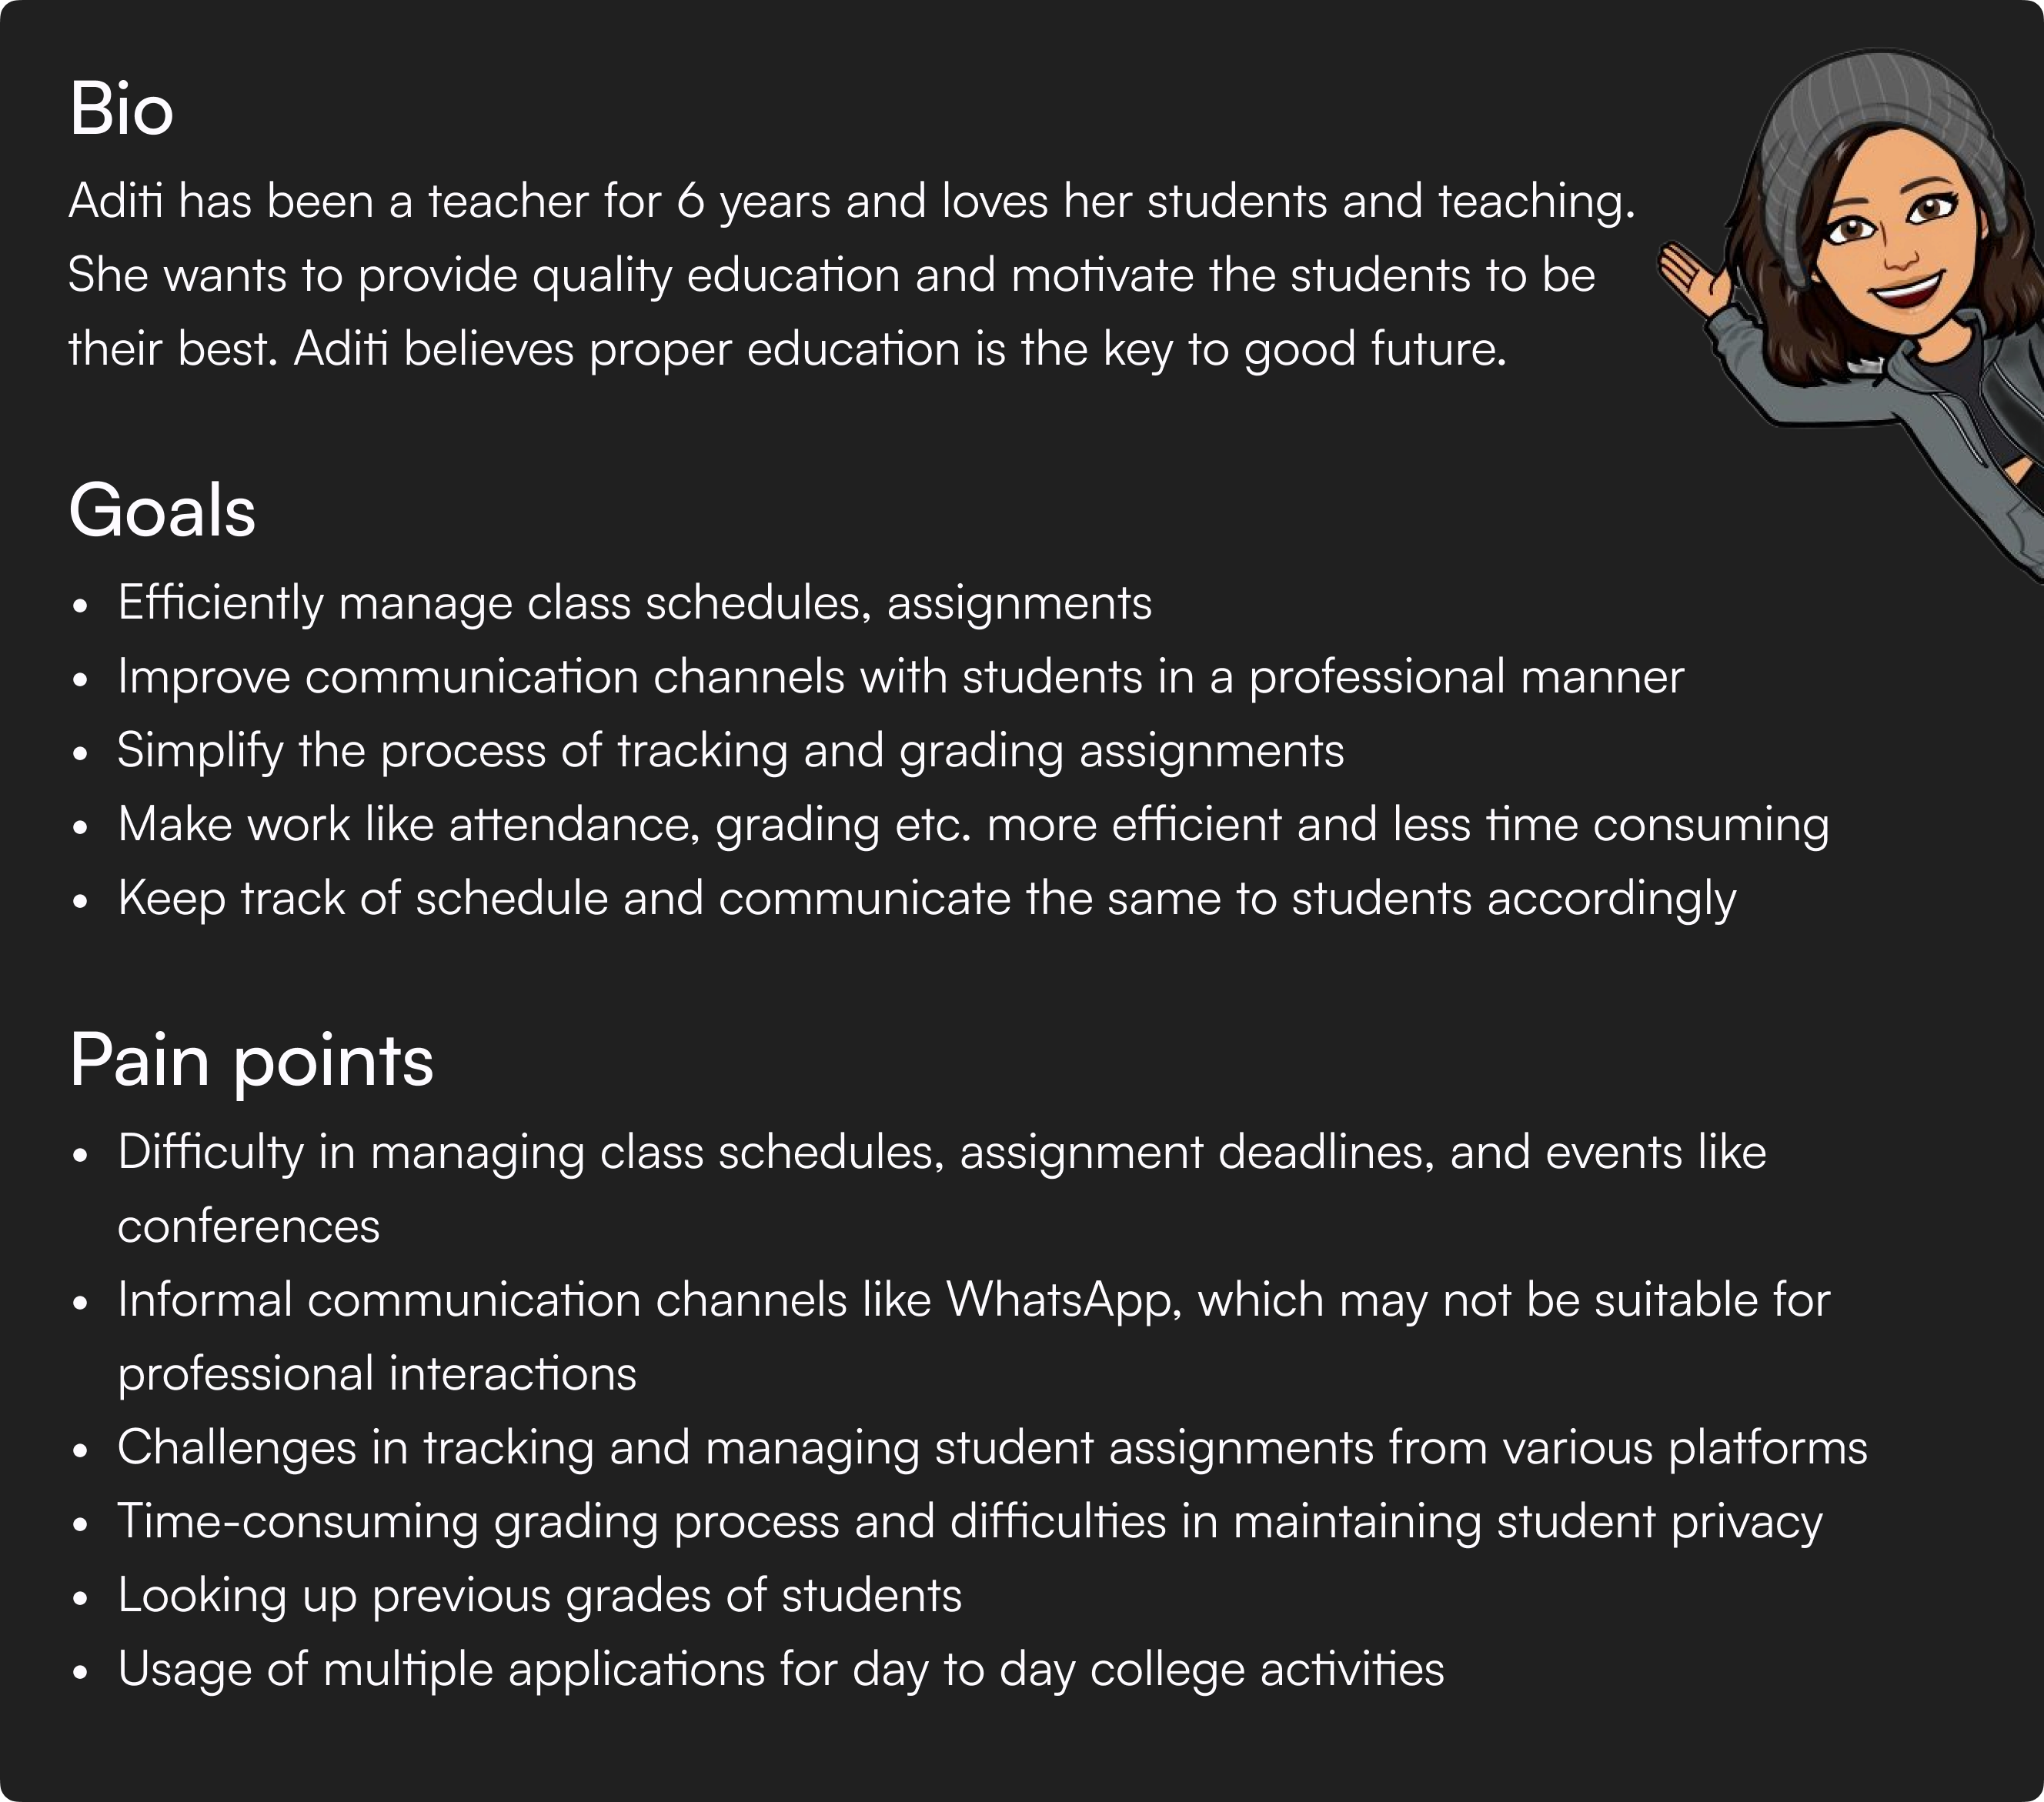 Bio
Aditi has been a teacher for 6 years and loves her students and teaching.
She wants to provide quality education and motivate the students to be
their best. Aditi believes proper education is the key to good future.
Goals
• Efficiently manage class schedules, assignments
• Improve communication channels with students in a professional manner
• Simplify the process of tracking and grading assignments
• Make work like attendance, grading etc. more efficient and less time consuming
• Keep track of schedule and communicate the same to students accordingly
Pain points
• Difficulty in managing class schedules, assignment deadlines, and events like
conferences
• Informal communication channels like WhatsApp, which may not be suitable for
professional interactions
• Challenges in tracking and managing student assignments from various platforms
• Time-consuming grading process and difficulties in maintaining student privacy
• Looking up previous grades of students
• Usage of multiple applications for day to day college activities